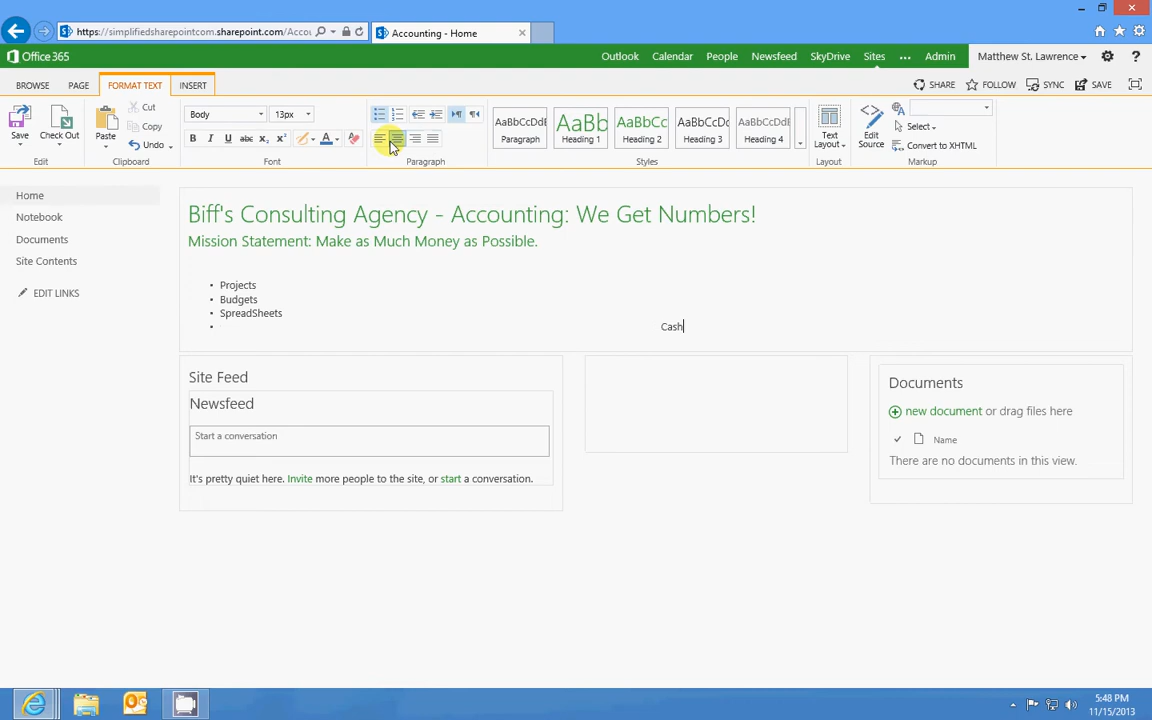 https://simplifiedsharepointcom.sharepoint.com/Accou
Accounting - Home
Office 365
Outlook Calendar People Newsfeed SkyDrive Sites ... Admin Matthew St. Lawrence ?
BROWSE PAGE FORMAT TEXT INSERT
SHARE FOLLOW SYNC SAVE
Save
Check Out
Edit
Paste
Cut
Copy
Undo
Clipboard
Body 13px
B I U abc x₂ x²
A
Font
Paragraph
AaBbCcDdE AaBb AaBbCc AaBbCcDc AaBbCcDdE
Paragraph Heading 1 Heading 2 Heading 3 Heading 4
Styles
Text Layout
Layout
Edit Source
Select
Convert to XHTML
Markup
Home
Notebook
Documents
Site Contents
EDIT LINKS
Biff's Consulting Agency - Accounting: We Get Numbers!
Mission Statement: Make as Much Money as Possible.
• Projects
• Budgets
• SpreadSheets
• Cash
Site Feed
Newsfeed
Start a conversation
It's pretty quiet here. Invite more people to the site, or start a conversation.
Documents
new document or drag files here
Name
There are no documents in this view.
5:48 PM
11/15/2013